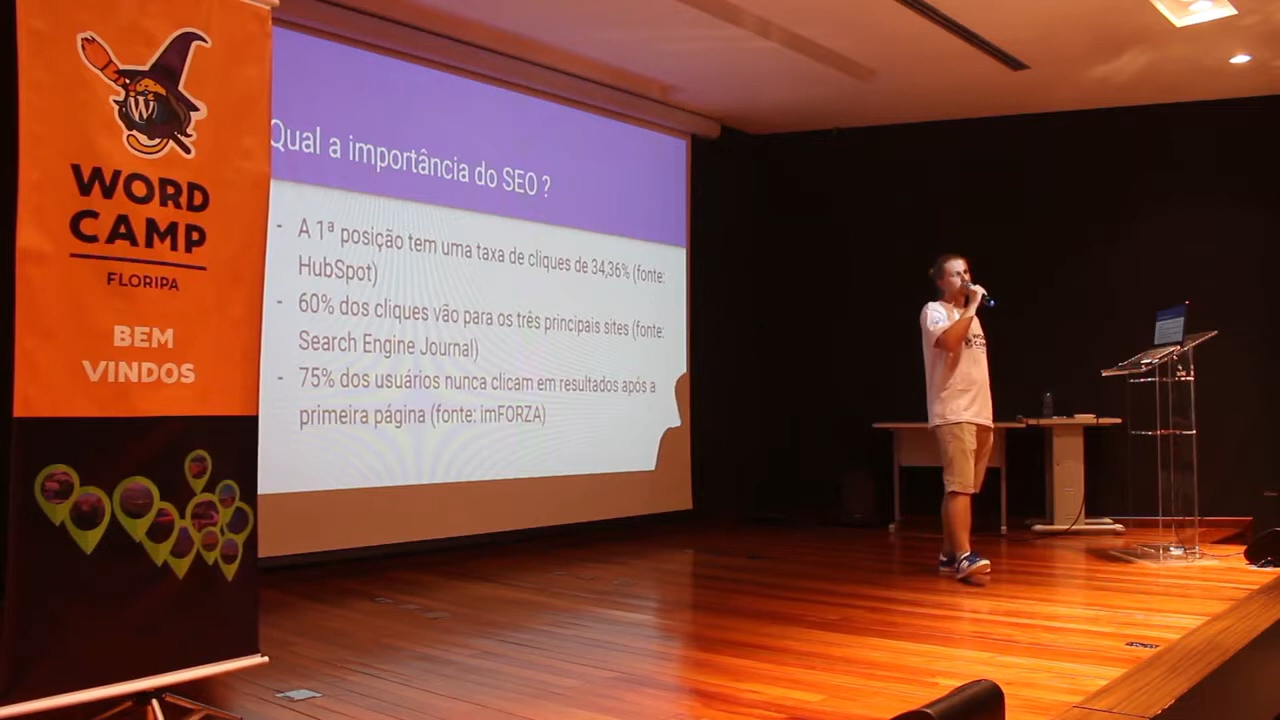 WORD
CAMP
FLORIPA
BEM
VINDOS
Qual a importância do SEO ?
- A 1ª posição tem uma taxa de cliques de 34,36% (fonte:
HubSpot)
- 60% dos cliques vão para os três principais sites (fonte:
Search Engine Journal)
- 75% dos usuários nunca clicam em resultados após a
primeira página (fonte: imFORZA)
WORD
CAMP